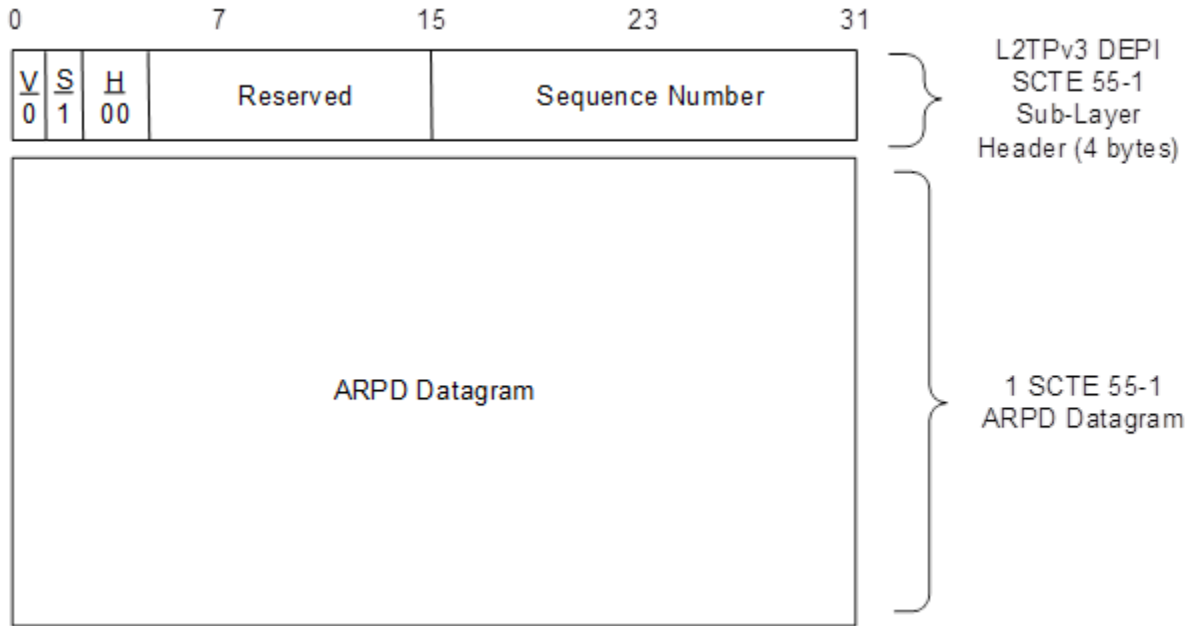 0 7 15 23 31
V S H
0 1 00
Reserved
Sequence Number
L2TPv3 DEPI
SCTE 55-1
Sub-Layer
Header (4 bytes)
ARPD Datagram
1 SCTE 55-1
ARPD Datagram